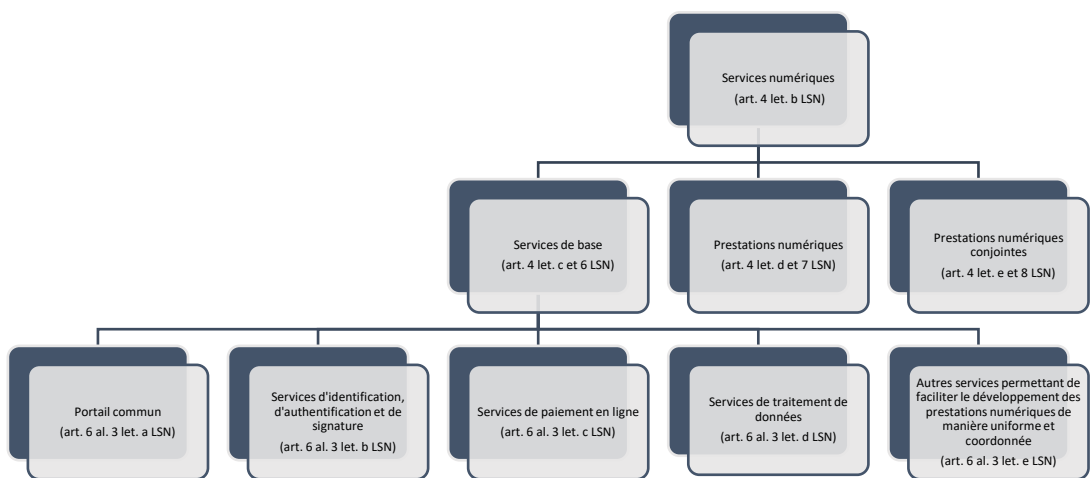 Services numériques
(art. 4 let. b LSN)
Services de base
(art. 4 let. c et 6 LSN)
Prestations numériques
(art. 4 let. d et 7 LSN)
Prestations numériques
conjointes
(art. 4 let. e et 8 LSN)
Portail commun
(art. 6 al. 3 let. a LSN)
Services d'identification,
d'authentification et de
signature
(art. 6 al. 3 let. b LSN)
Services de paiement en ligne
(art. 6 al. 3 let. c LSN)
Services de traitement de
données
(art. 6 al. 3 let. d LSN)
Autres services permettant de
faciliter le développement des
prestations numériques de
manière uniforme et
coordonnée
(art. 6 al. 3 let. e LSN)